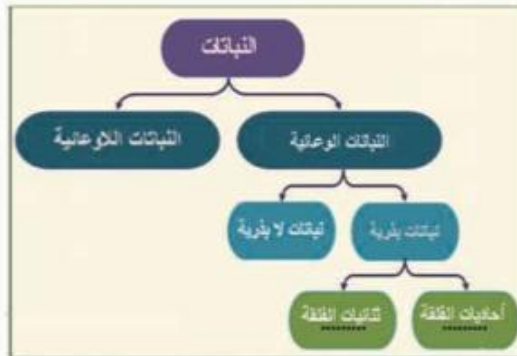 النباتات
النباتات الوعائية
النباتات اللاوعائية
نباتات بذرية
نباتات لا بذرية
أحاديات الفلقة
ثنائيات الفلقة